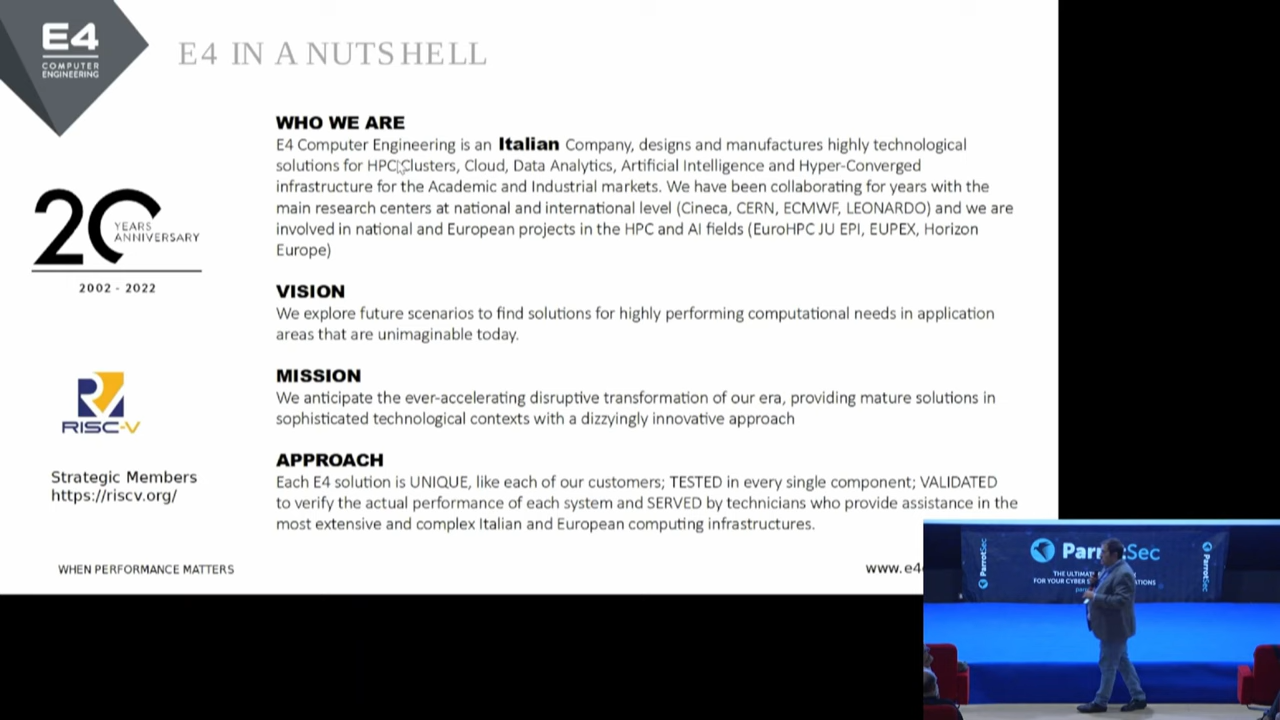 E4
COMPUTER
ENGINEERING
E4 IN A NUTSHELL
WHO WE ARE
E4 Computer Engineering is an Italian Company, designs and manufactures highly technological
solutions for HPC Clusters, Cloud, Data Analytics, Artificial Intelligence and Hyper-Converged
infrastructure for the Academic and Industrial markets. We have been collaborating for years with the
main research centers at national and international level (Cineca, CERN, ECMWF, LEONARDO) and we are
involved in national and European projects in the HPC and AI fields (EuroHPC JU EPI, EUPEX, Horizon
Europe)
20
YEARS
ANNIVERSARY
2002 - 2022
VISION
We explore future scenarios to find solutions for highly performing computational needs in application
areas that are unimaginable today.
MISSION
We anticipate the ever-accelerating disruptive transformation of our era, providing mature solutions in
sophisticated technological contexts with a dizzyingly innovative approach
RISC-V
Strategic Members
https://riscv.org/
APPROACH
Each E4 solution is UNIQUE, like each of our customers; TESTED in every single component; VALIDATED
to verify the actual performance of each system and SERVED by technicians who provide assistance in the
most extensive and complex Italian and European computing infrastructures.
WHEN PERFORMANCE MATTERS
www.e4
ParrotSec
ParrotSec
ParrotSec
THE ULTIMA
FOR YOUR CYBER ATIONS